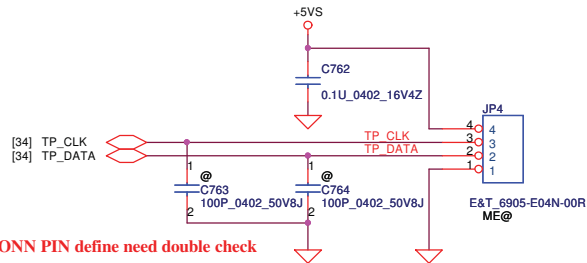 +5VS
C762
0.1U_0402_16V4Z
JP4
4 4
[34] TP_CLK TP_CLK 3 3
[34] TP_DATA TP_DATA 2 2
1 1
1 @ 1 @
C763 C764
100P_0402_50V8J 100P_0402_50V8J
2 2
E&T_6905-E04N-00R
ME@
ONN PIN define need double check